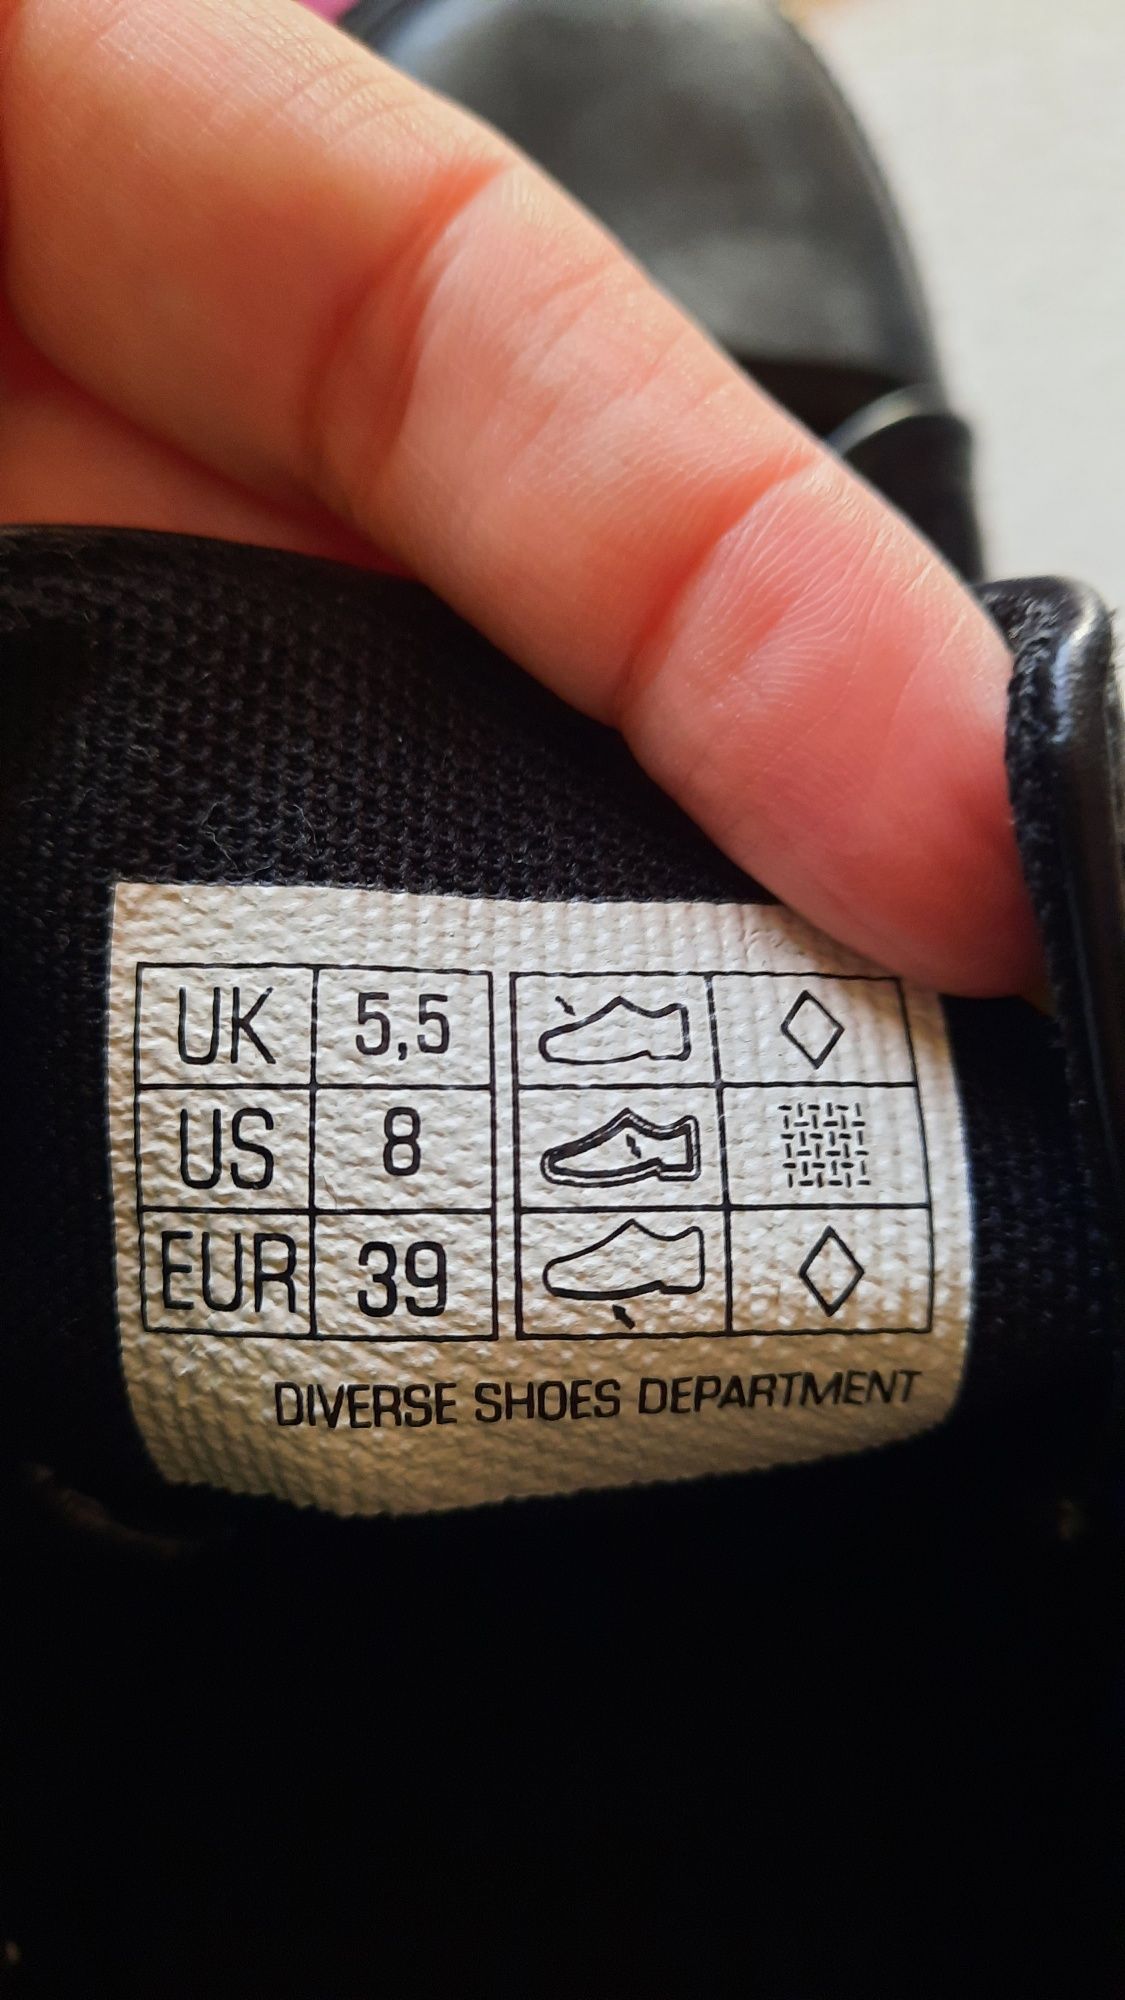 UK 5,5
US 8
EUR 39
DIVERSE SHOES DEPARTMENT